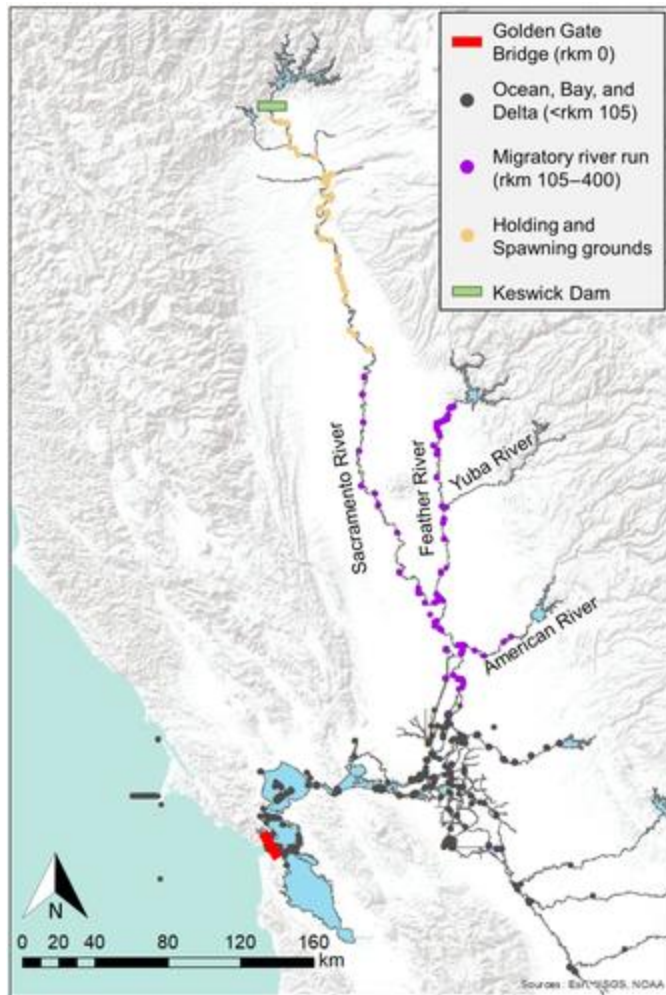 Golden Gate
Bridge (rkm 0)
Ocean, Bay, and
Delta (<rkm 105)
Migratory river run
(rkm 105–400)
Holding and
Spawning grounds
Keswick Dam
Sacramento River
Feather River
Yuba River
American River
N
0 20 40 80 120 160
km
Sources: Esri, USGS, NOAA